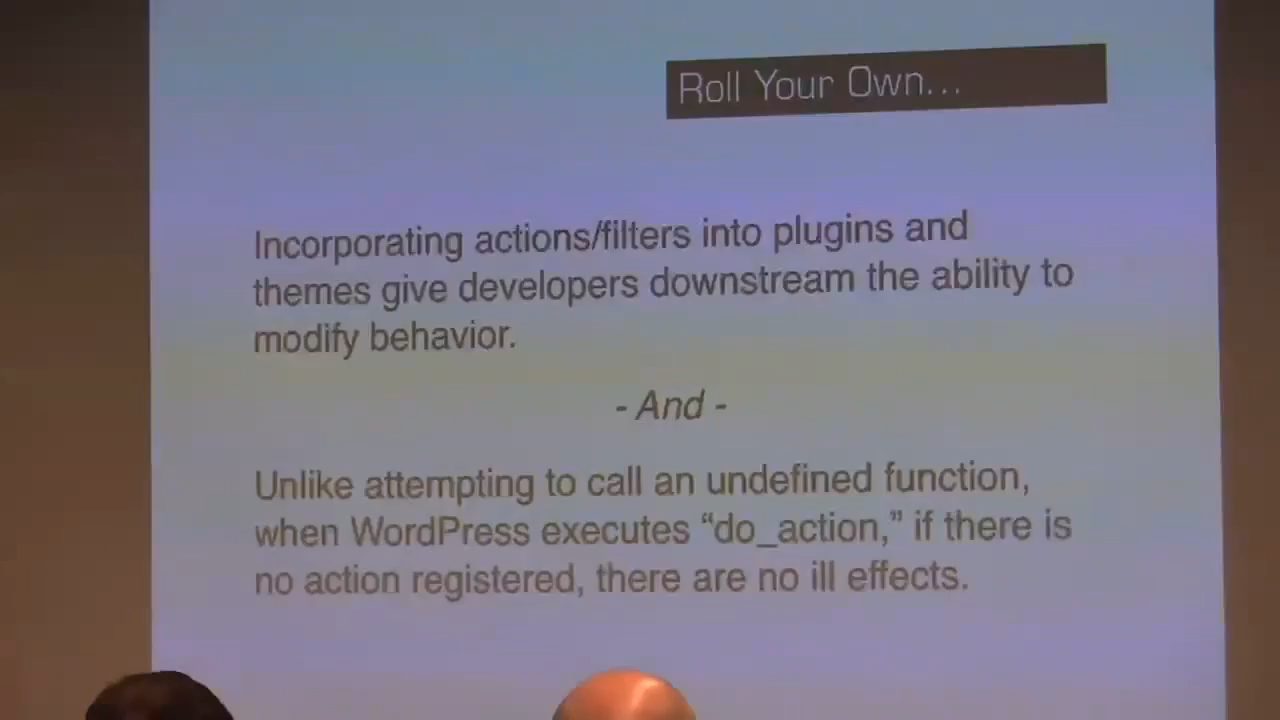 Roll Your Own...
Incorporating actions/filters into plugins and
themes give developers downstream the ability to
modify behavior.
- And -
Unlike attempting to call an undefined function,
when WordPress executes “do_action,” if there is
no action registered, there are no ill effects.